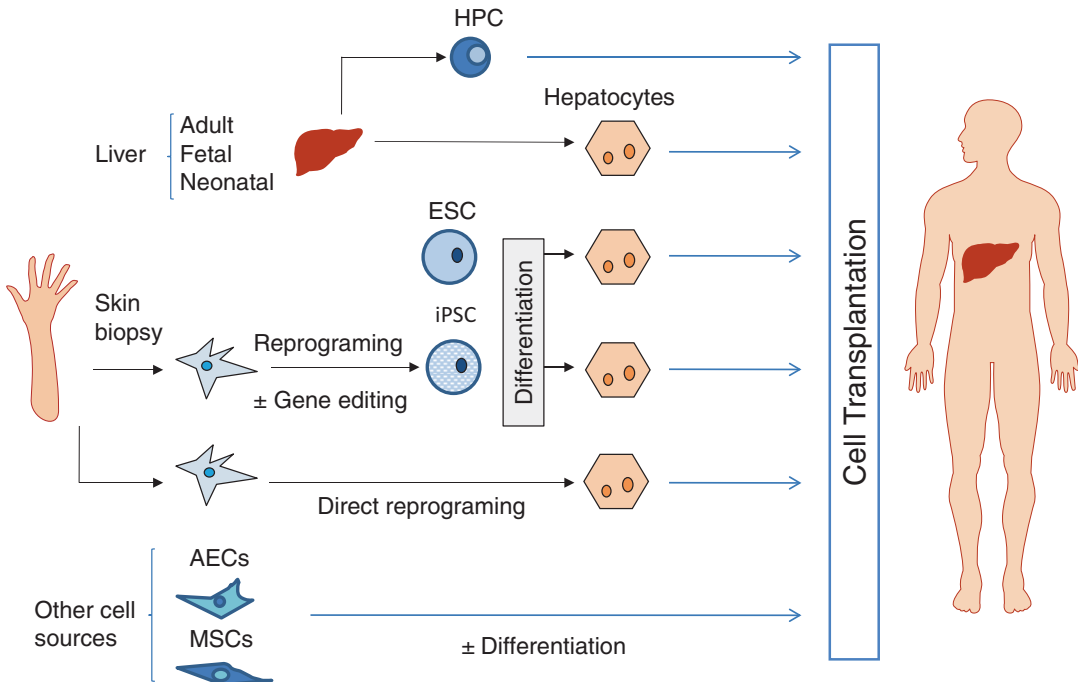 HPC
Hepatocytes
Liver
Adult
Fetal
Neonatal
ESC
Skin
biopsy
iPSC
Reprograming
± Gene editing
Differentiation
Direct reprograming
AECs
Other cell
sources
MSCs
± Differentiation
Cell Transplantation